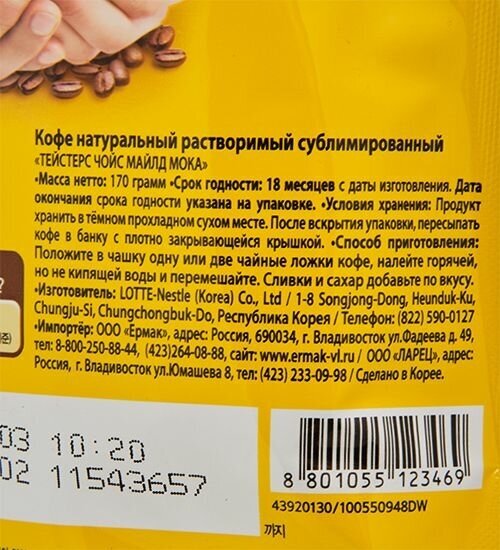 Кофе натуральный растворимый сублимированный
«ТЕЙСТЕРС ЧОЙС МАЙЛД МОКА»
•Масса нетто: 170 грамм •Срок годности: 18 месяцев с даты изготовления. Дата
окончания срока годности указана на упаковке. •Условия хранения: Продукт
хранить в тёмном прохладном сухом месте. После вскрытия упаковки, пересыпать
кофе в банку с плотно закрывающейся крышкой. •Способ приготовления:
Положите в чашку одну или две чайные ложки кофе, налейте горячей,
но не кипящей воды и перемешайте. Сливки и сахар добавьте по вкусу.
•Изготовитель: LOTTE-Nestle (Korea) Co., Ltd / 1-8 Songjong-Dong, Heunduk-Ku,
Chungju-Si, Chungchongbuk-Do, Республика Корея / Телефон: (822) 590-0127
•Импортёр: ООО «Ермак», адрес: Россия, 690034, г. Владивосток ул.Фадеева д. 49,
тел: 8-800-250-88-44, (423)264-08-88, сайт: www.ermak-vl.ru / ООО «ЛАРЕЦ», адрес:
Россия, г. Владивосток ул.Юмашева 8, тел: (423) 233-09-98 / Сделано в Корее.
?
준)
03 10:20
02 11543657
8 801055 123469
43920130/100550948DW
까지